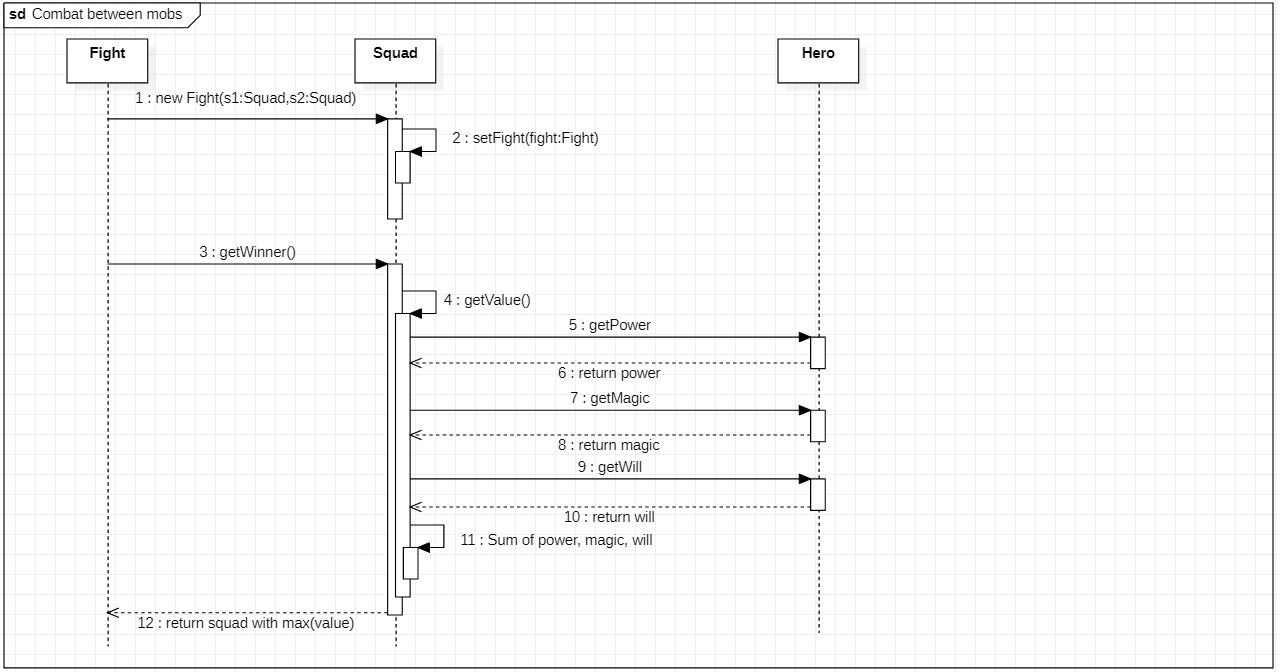 sd Combat between mobs
Fight
Squad
Hero
1 : new Fight(s1:Squad,s2:Squad)
2 : setFight(fight:Fight)
3 : getWinner()
4 : getValue()
5 : getPower
6 : return power
7 : getMagic
8 : return magic
9 : getWill
10 : return will
11 : Sum of power, magic, will
12 : return squad with max(value)